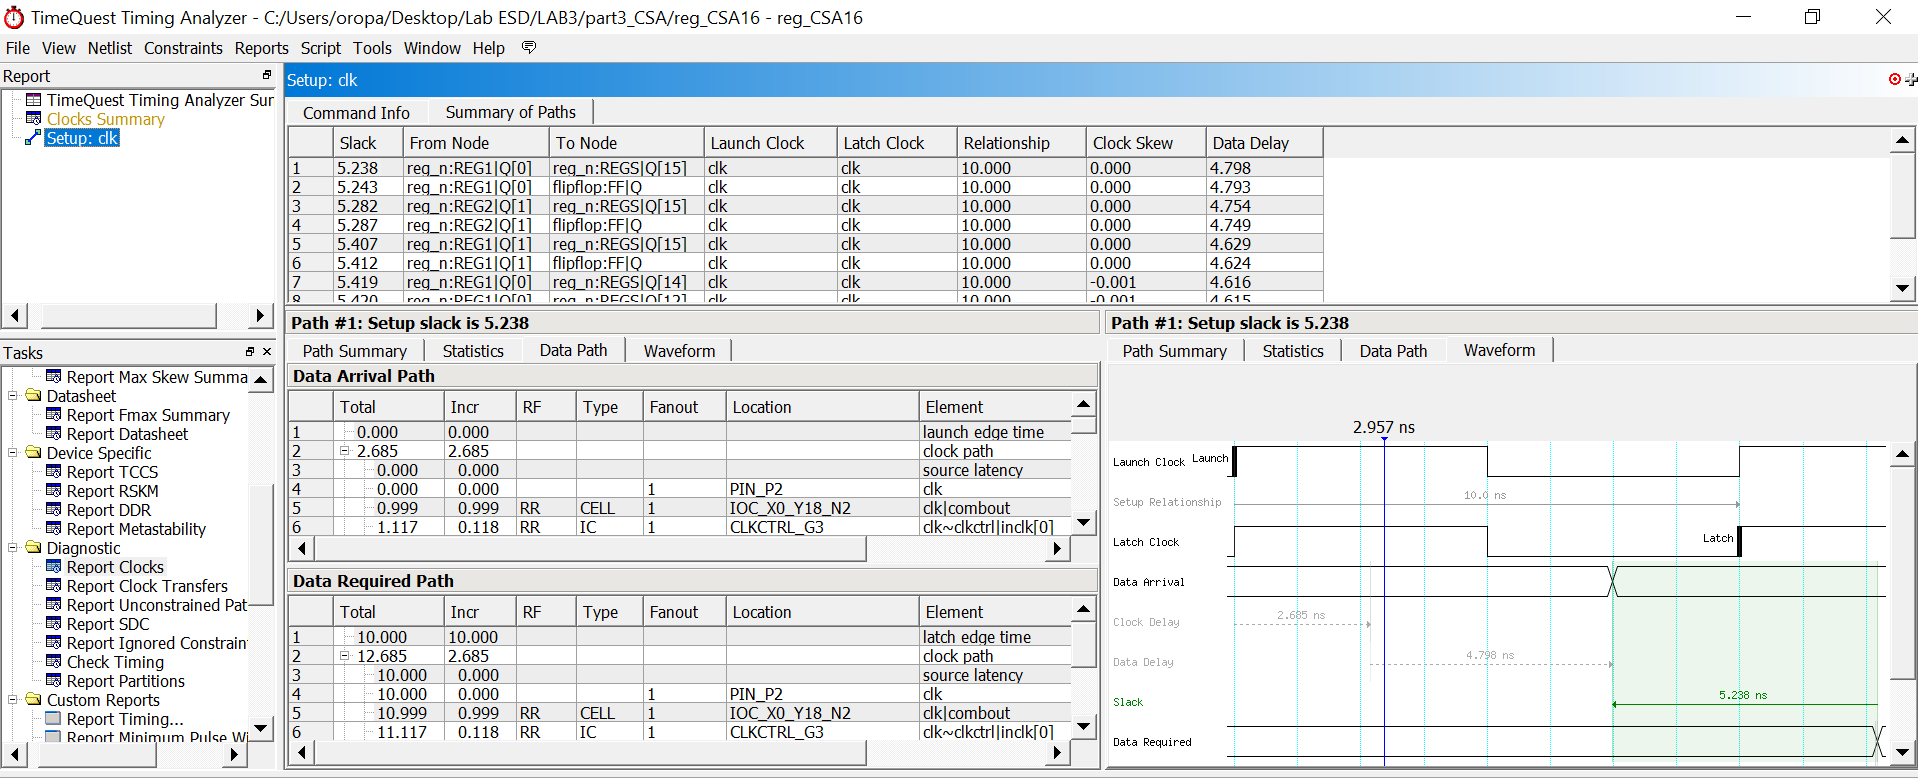 TimeQuest Timing Analyzer - C:/Users/oropa/Desktop/Lab ESD/LAB3/part3_CSA/reg_CSA16 - reg_CSA16
File View Netlist Constraints Reports Script Tools Window Help
Report
TimeQuest Timing Analyzer Sur
Clocks Summary
Setup: clk
Tasks
Report Max Skew Summa
Datasheet
Report Fmax Summary
Report Datasheet
Device Specific
Report TCCS
Report RSKM
Report DDR
Report Metastability
Diagnostic
Report Clocks
Report Clock Transfers
Report Unconstrained Pat
Report SDC
Report Ignored Constrain
Check Timing
Report Partitions
Custom Reports
Report Timing...
Report Minimum Pulse Wi
Setup: clk
Command Info Summary of Paths
Slack From Node To Node Launch Clock Latch Clock Relationship Clock Skew Data Delay
1 5.238 reg_n:REG1|Q[0] reg_n:REGS|Q[15] clk clk 10.000 0.000 4.798
2 5.243 reg_n:REG1|Q[0] flipflop:FF|Q clk clk 10.000 0.000 4.793
3 5.282 reg_n:REG2|Q[1] reg_n:REGS|Q[15] clk clk 10.000 0.000 4.754
4 5.287 reg_n:REG2|Q[1] flipflop:FF|Q clk clk 10.000 0.000 4.749
5 5.407 reg_n:REG1|Q[1] reg_n:REGS|Q[15] clk clk 10.000 0.000 4.629
6 5.412 reg_n:REG1|Q[1] flipflop:FF|Q clk clk 10.000 0.000 4.624
7 5.419 reg_n:REG1|Q[0] reg_n:REGS|Q[14] clk clk 10.000 -0.001 4.616
8 5.420 reg_n:REG1|Q[0] reg_n:REGS|Q[12] clk clk 10.000 -0.001 4.615
Path #1: Setup slack is 5.238
Path Summary Statistics Data Path Waveform
Data Arrival Path
Total Incr RF Type Fanout Location Element
1 0.000 0.000 launch edge time
2 2.685 2.685 clock path
3 0.000 0.000 source latency
4 0.000 0.000 1 PIN_P2 clk
5 0.999 0.999 RR CELL 1 IOC_X0_Y18_N2 clk|combout
6 1.117 0.118 RR IC 1 CLKCTRL_G3 clk~clkctrl|inclk[0]
Data Required Path
Total Incr RF Type Fanout Location Element
1 10.000 10.000 latch edge time
2 12.685 2.685 clock path
3 10.000 0.000 source latency
4 10.000 0.000 1 PIN_P2 clk
5 10.999 0.999 RR CELL 1 IOC_X0_Y18_N2 clk|combout
6 11.117 0.118 RR IC 1 CLKCTRL_G3 clk~clkctrl|inclk[0]
Path #1: Setup slack is 5.238
Path Summary Statistics Data Path Waveform
2.957 ns
Launch Clock Launch
Setup Relationship 10.0 ns
Latch Clock Latch
Data Arrival
Clock Delay 2.685 ns
Data Delay 4.798 ns
Slack 5.238 ns
Data Required